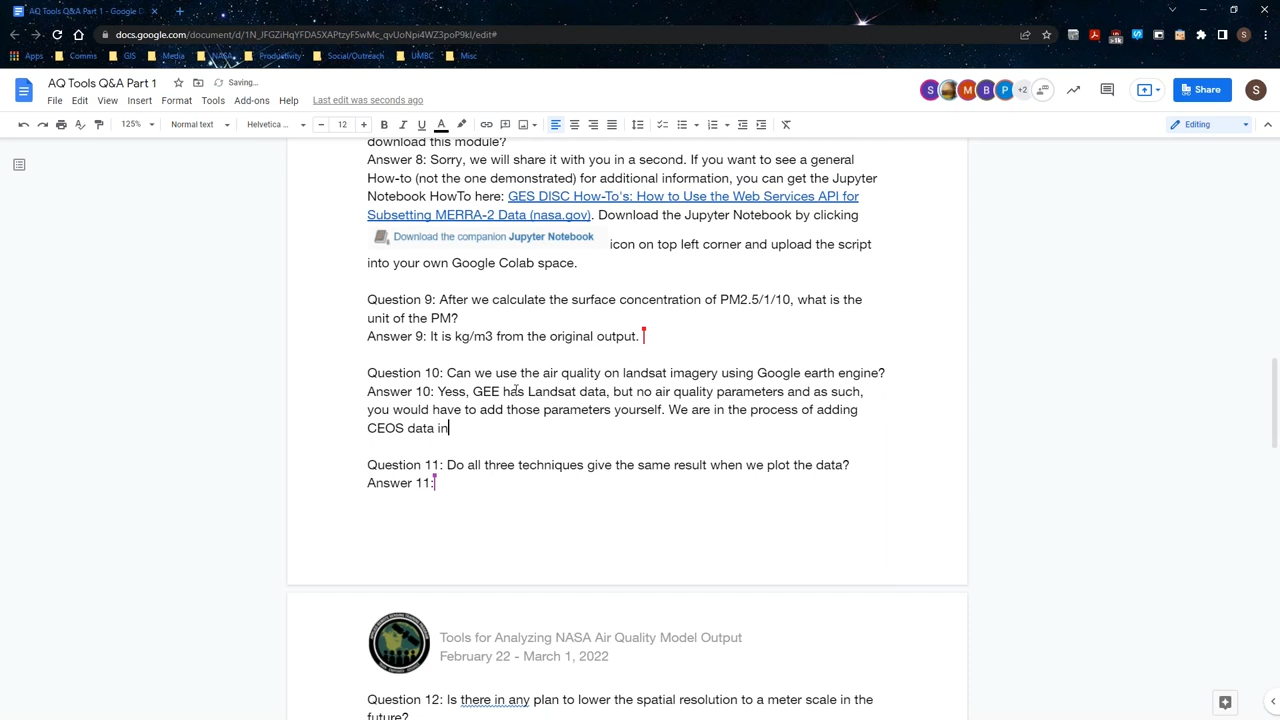 AQ Tools Q&A Part 1 - Google D
docs.google.com/document/d/1N_JFGZiHqYFDA5XAPtzyF5wMc_qvUoNpi4WZ3poP9kI/edit#
Apps Comms GIS Media NASA Productivity Social/Outreach UMBC Misc
AQ Tools Q&A Part 1 Saving...
File Edit View Insert Format Tools Add-ons Help Last edit was seconds ago
S M B P +2 Share S
125% Normal text Helvetica ... 12 B I U A Editing
download this module?
Answer 8: Sorry, we will share it with you in a second. If you want to see a general
How-to (not the one demonstrated) for additional information, you can get the Jupyter
Notebook HowTo here: GES DISC How-To's: How to Use the Web Services API for
Subsetting MERRA-2 Data (nasa.gov). Download the Jupyter Notebook by clicking
Download the companion Jupyter Notebook icon on top left corner and upload the script
into your own Google Colab space.
Question 9: After we calculate the surface concentration of PM2.5/1/10, what is the
unit of the PM?
Answer 9: It is kg/m3 from the original output.
Question 10: Can we use the air quality on landsat imagery using Google earth engine?
Answer 10: Yess, GEE has Landsat data, but no air quality parameters and as such,
you would have to add those parameters yourself. We are in the process of adding
CEOS data in
Question 11: Do all three techniques give the same result when we plot the data?
Answer 11:
Tools for Analyzing NASA Air Quality Model Output
February 22 - March 1, 2022
Question 12: Is there in any plan to lower the spatial resolution to a meter scale in the
future?